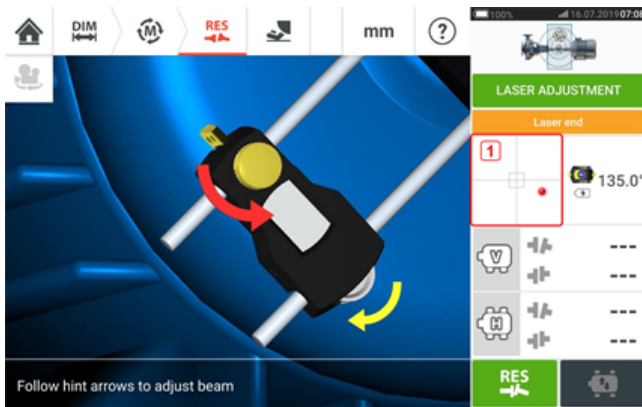 DIM
M
RES
mm
?
100%
16.07.2019 07:08
LASER ADJUSTMENT
Laser end
1
135.0°
V
---
---
H
---
---
Follow hint arrows to adjust beam
RES